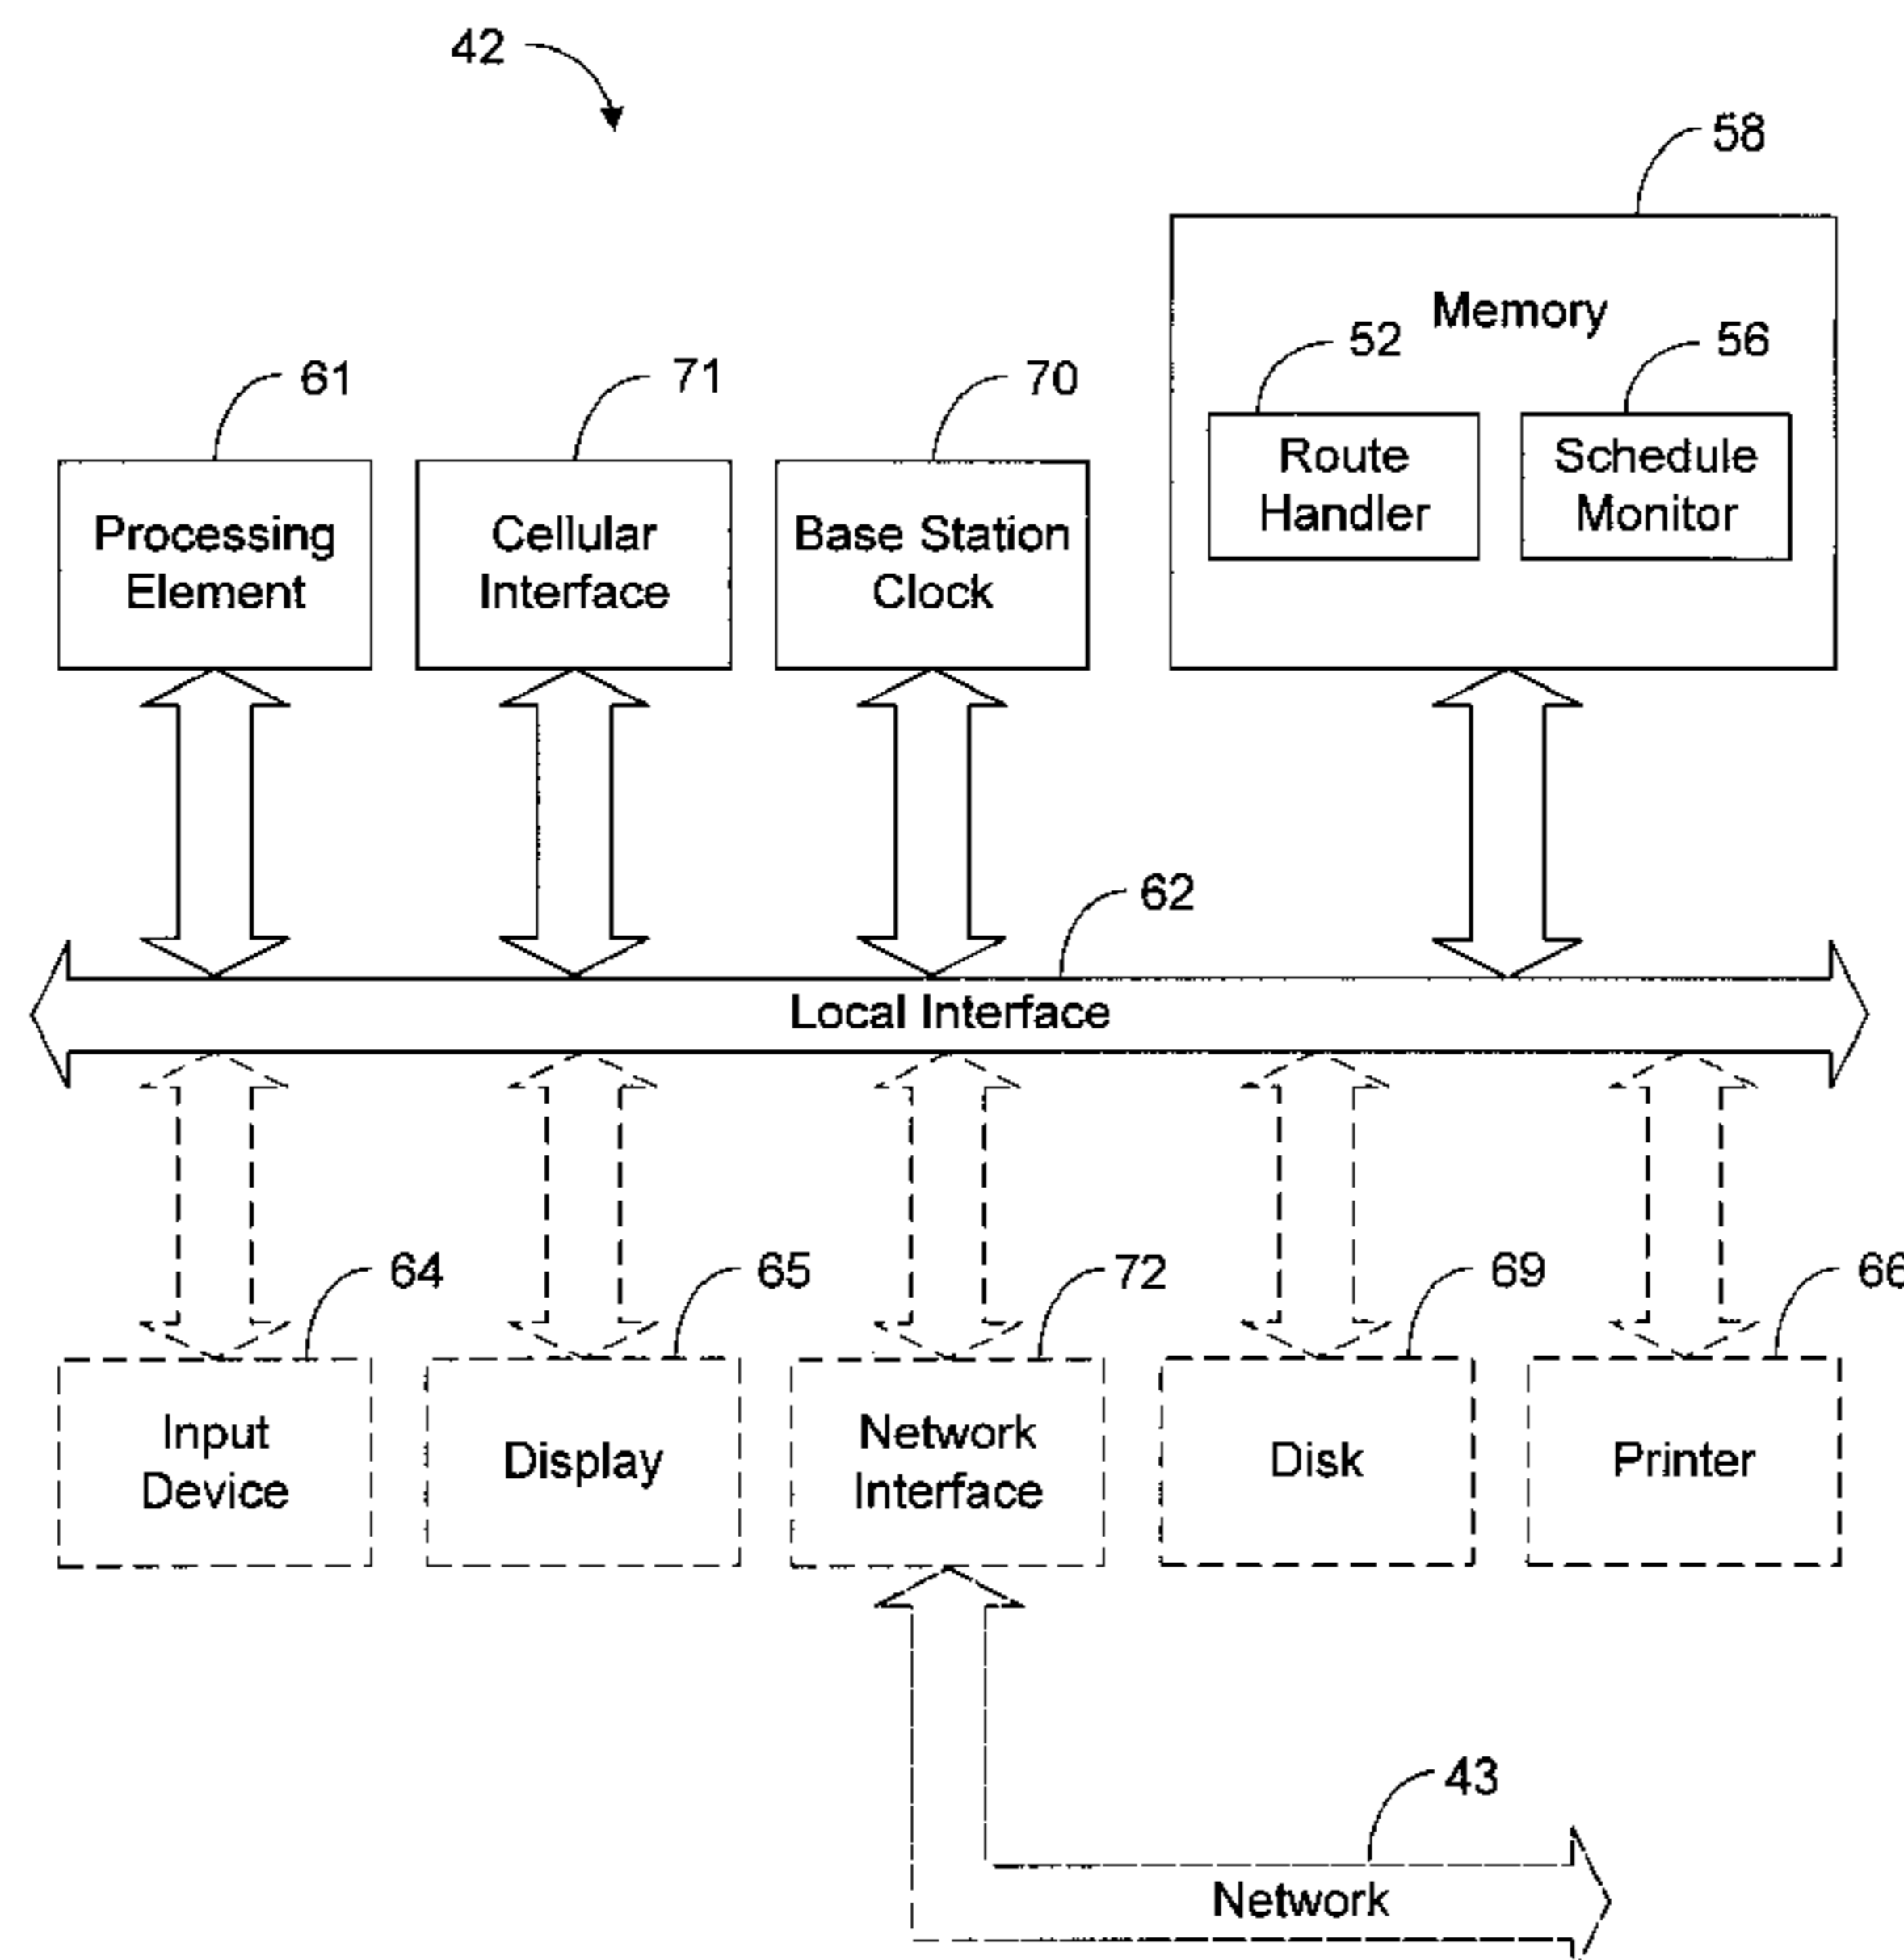 42
58
Memory
52
56
61
71
70
Route
Handler
Schedule
Monitor
Processing
Element
Cellular
Interface
Base Station
Clock
62
Local Interface
64
65
72
69
66
Input
Device
Display
Network
Interface
Disk
Printer
43
Network